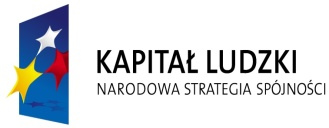 KAPITAŁ LUDZKI
NARODOWA STRATEGIA SPÓJNOŚCI